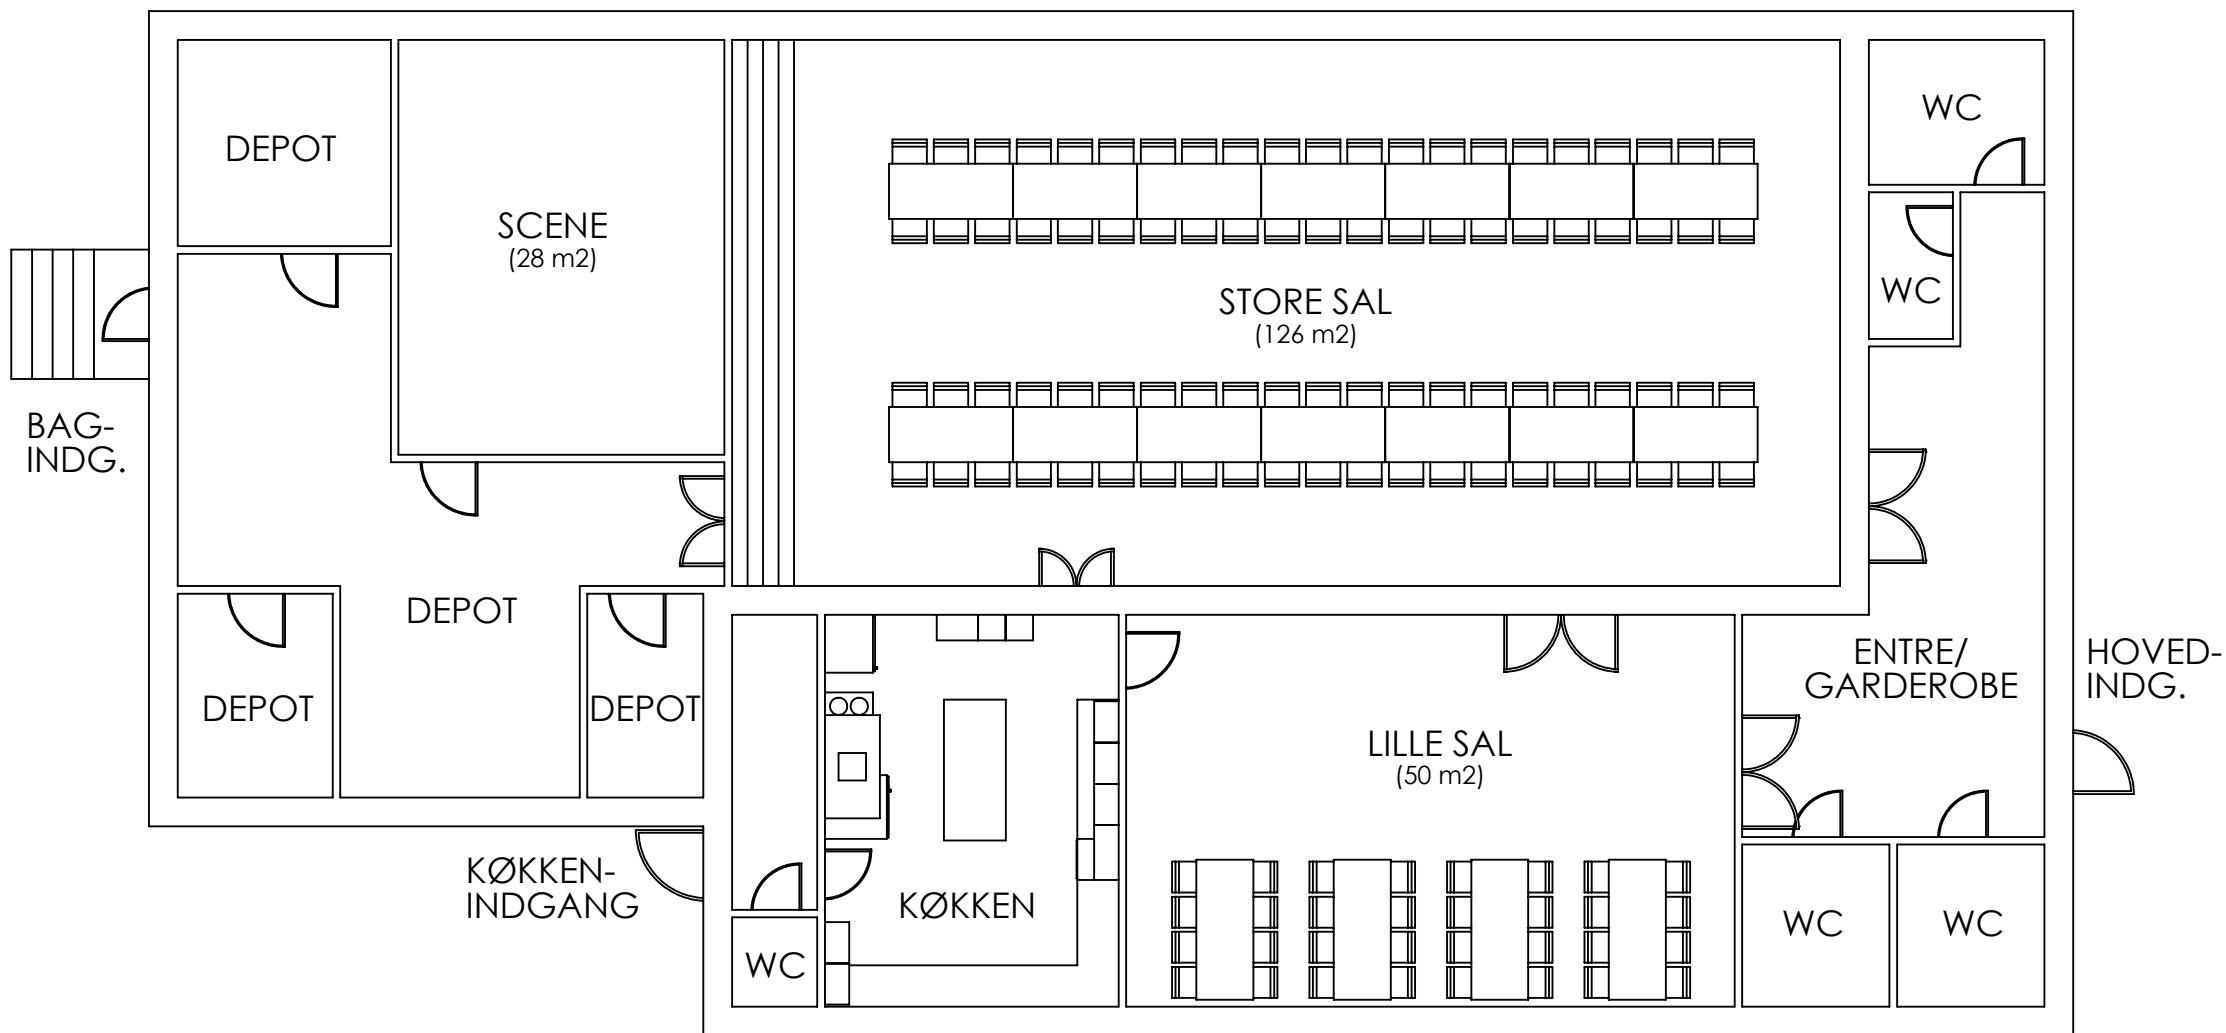 WC
DEPOT
SCENE
(28 m2)
STORE SAL
(126 m2)
WC
BAG-
INDG.
DEPOT
ENTRE/
GARDEROBE
HOVED-
INDG.
DEPOT
DEPOT
LILLE SAL
(50 m2)
KØKKEN-
INDGANG
KØKKEN
WC
WC
WC